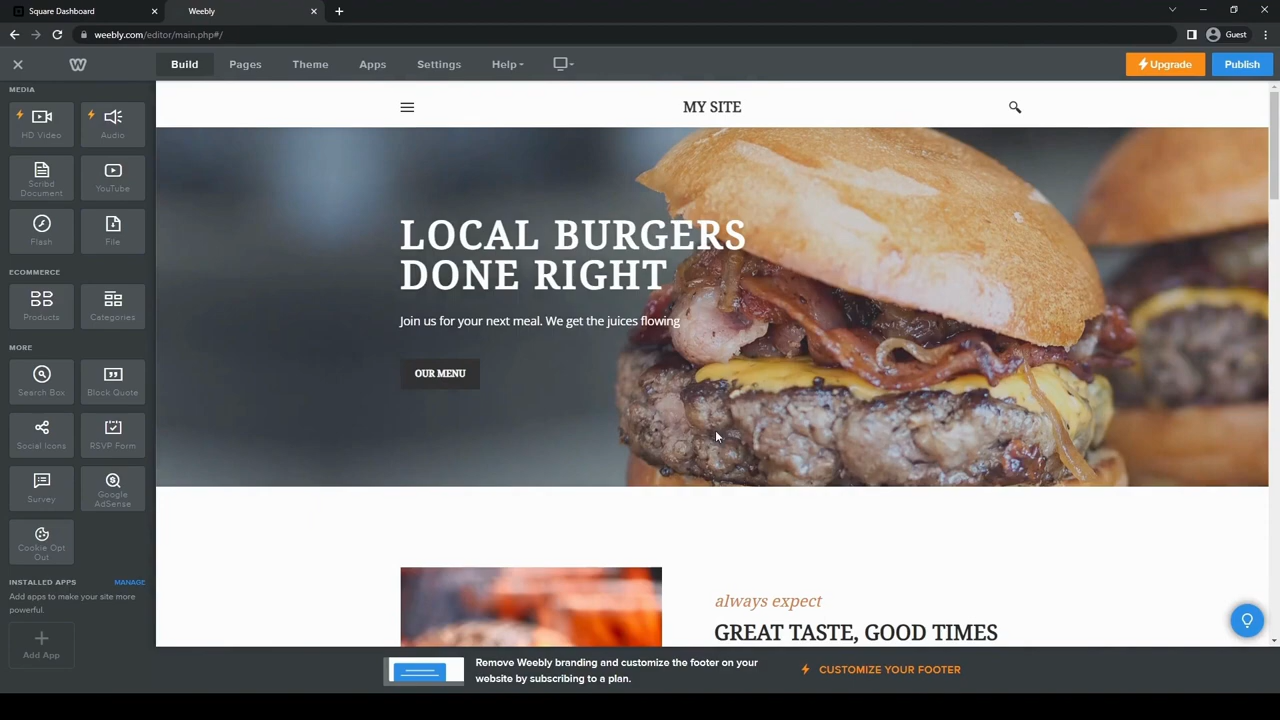 Square Dashboard
Weebly
weebly.com/editor/main.php#/
Guest
Build
Pages
Theme
Apps
Settings
Help
Upgrade
Publish
MEDIA
HD Video
Audio
Scribd
Document
YouTube
Flash
File
ECOMMERCE
Products
Categories
MORE
Search Box
Block Quote
Social Icons
RSVP Form
Survey
Google
AdSense
Cookie Opt
Out
INSTALLED APPS
MANAGE
Add apps to make your site more
powerful.
Add App
MY SITE
LOCAL BURGERS
DONE RIGHT
Join us for your next meal. We get the juices flowing
OUR MENU
always expect
GREAT TASTE, GOOD TIMES
Remove Weebly branding and customize the footer on your
website by subscribing to a plan.
CUSTOMIZE YOUR FOOTER